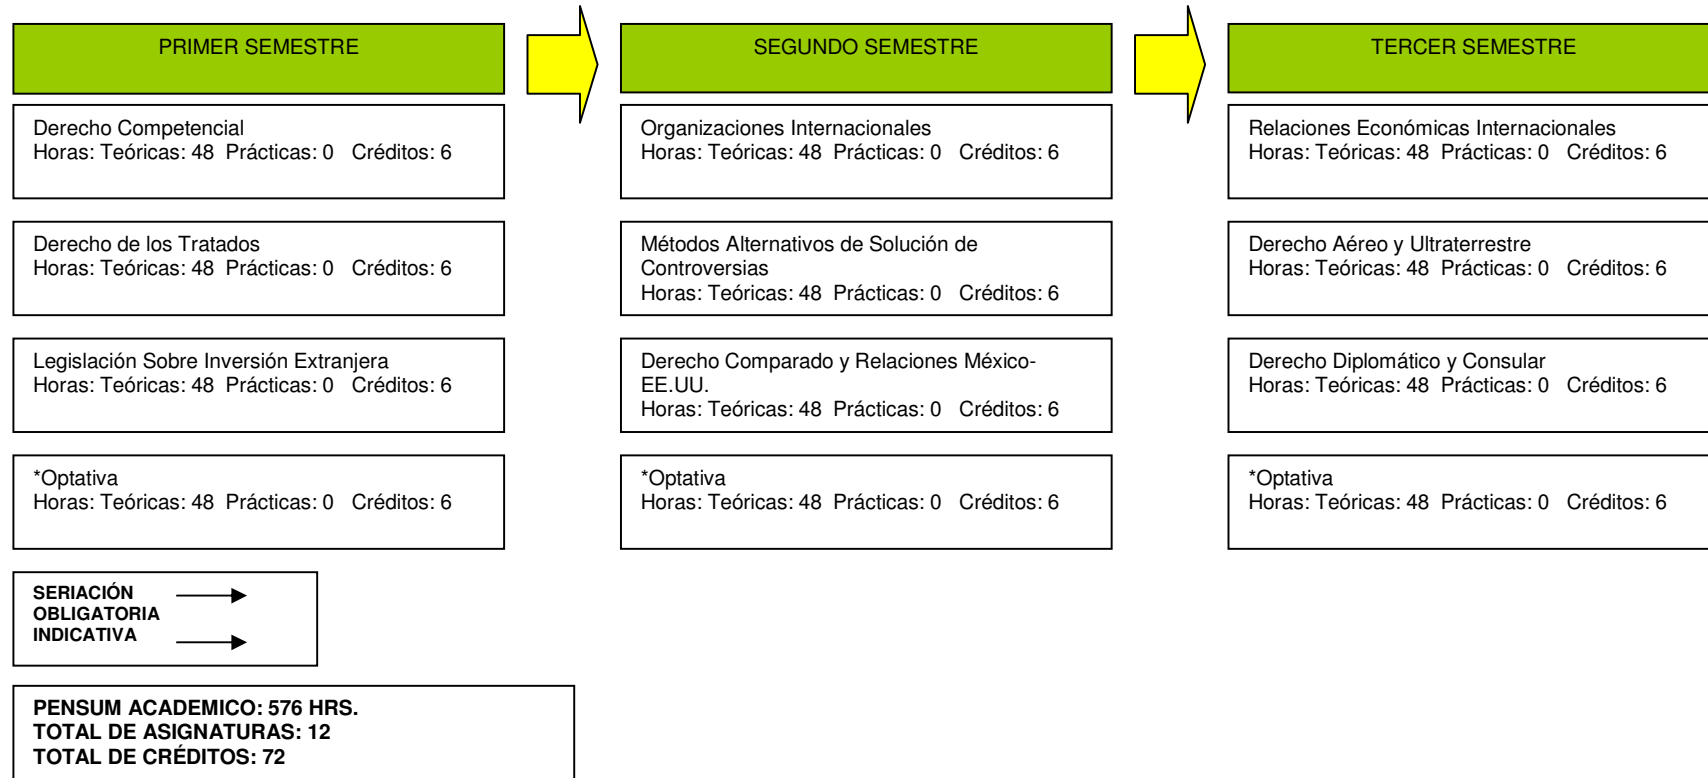 PRIMER SEMESTRE
Derecho Competencial
Horas: Teóricas: 48 Prácticas: 0 Créditos: 6
Derecho de los Tratados
Horas: Teóricas: 48 Prácticas: 0 Créditos: 6
Legislación Sobre Inversión Extranjera
Horas: Teóricas: 48 Prácticas: 0 Créditos: 6
*Optativa
Horas: Teóricas: 48 Prácticas: 0 Créditos: 6
SEGUNDO SEMESTRE
Organizaciones Internacionales
Horas: Teóricas: 48 Prácticas: 0 Créditos: 6
Métodos Alternativos de Solución de
Controversias
Horas: Teóricas: 48 Prácticas: 0 Créditos: 6
Derecho Comparado y Relaciones México-
EE.UU.
Horas: Teóricas: 48 Prácticas: 0 Créditos: 6
*Optativa
Horas: Teóricas: 48 Prácticas: 0 Créditos: 6
TERCER SEMESTRE
Relaciones Económicas Internacionales
Horas: Teóricas: 48 Prácticas: 0 Créditos: 6
Derecho Aéreo y Ultraterrestre
Horas: Teóricas: 48 Prácticas: 0 Créditos: 6
Derecho Diplomático y Consular
Horas: Teóricas: 48 Prácticas: 0 Créditos: 6
*Optativa
Horas: Teóricas: 48 Prácticas: 0 Créditos: 6
SERIACIÓN
OBLIGATORIA
INDICATIVA
PENSUM ACADEMICO: 576 HRS.
TOTAL DE ASIGNATURAS: 12
TOTAL DE CRÉDITOS: 72